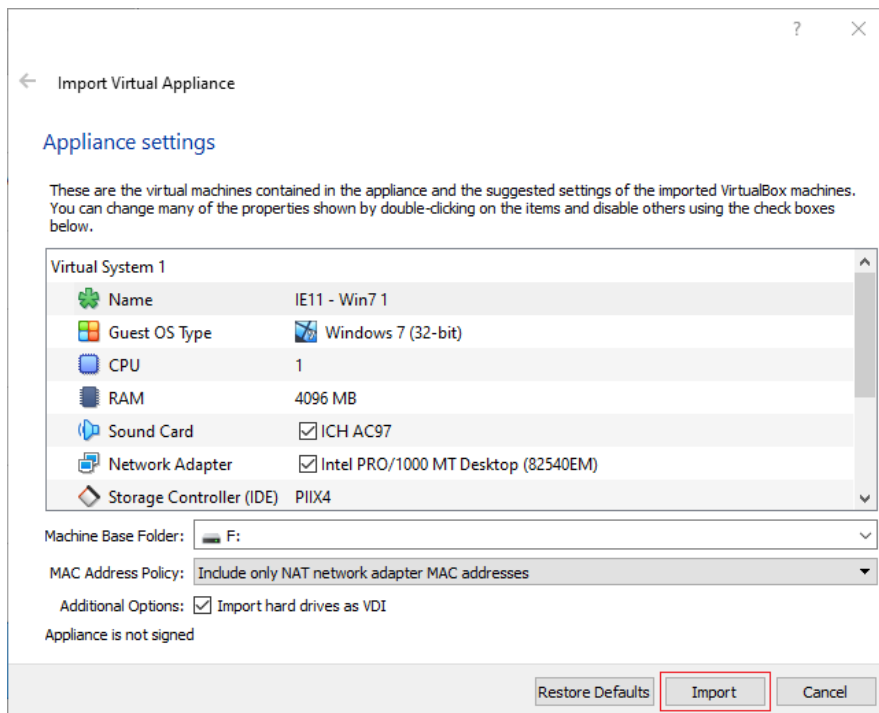 ?
Import Virtual Appliance
Appliance settings
These are the virtual machines contained in the appliance and the suggested settings of the imported VirtualBox machines.
You can change many of the properties shown by double-clicking on the items and disable others using the check boxes
below.
Virtual System 1
Name IE11 - Win7 1
Guest OS Type Windows 7 (32-bit)
CPU 1
RAM 4096 MB
Sound Card ICH AC97
Network Adapter Intel PRO/1000 MT Desktop (82540EM)
Storage Controller (IDE) PIIX4
Machine Base Folder: F:
MAC Address Policy: Include only NAT network adapter MAC addresses
Additional Options: Import hard drives as VDI
Appliance is not signed
Restore Defaults Import Cancel